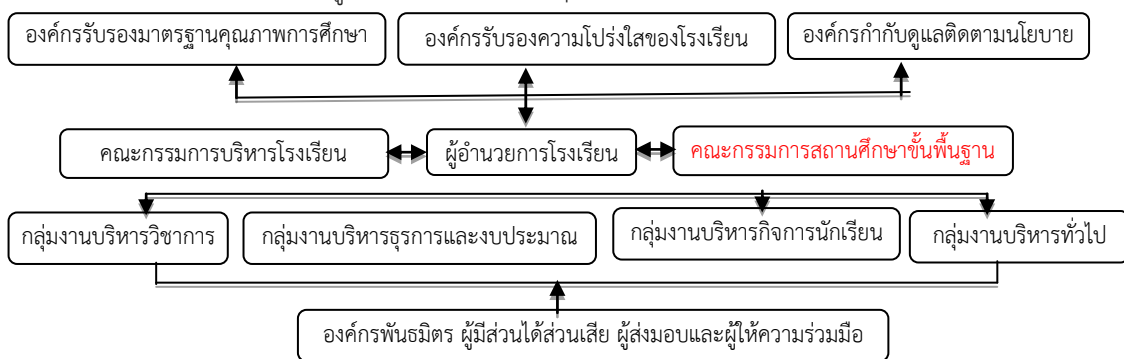 องค์กรรับรองมาตรฐานคุณภาพการศึกษา
องค์กรรับรองความโปร่งใสของโรงเรียน
องค์กรกำกับดูแลติดตามนโยบาย
คณะกรรมการบริหารโรงเรียน
ผู้อำนวยการโรงเรียน
คณะกรรมการสถานศึกษาขั้นพื้นฐาน
กลุ่มงานบริหารวิชาการ
กลุ่มงานบริหารธุรการและงบประมาณ
กลุ่มงานบริหารกิจการนักเรียน
กลุ่มงานบริหารทั่วไป
องค์กรพันธมิตร ผู้มีส่วนได้ส่วนเสีย ผู้ส่งมอบและผู้ให้ความร่วมมือ